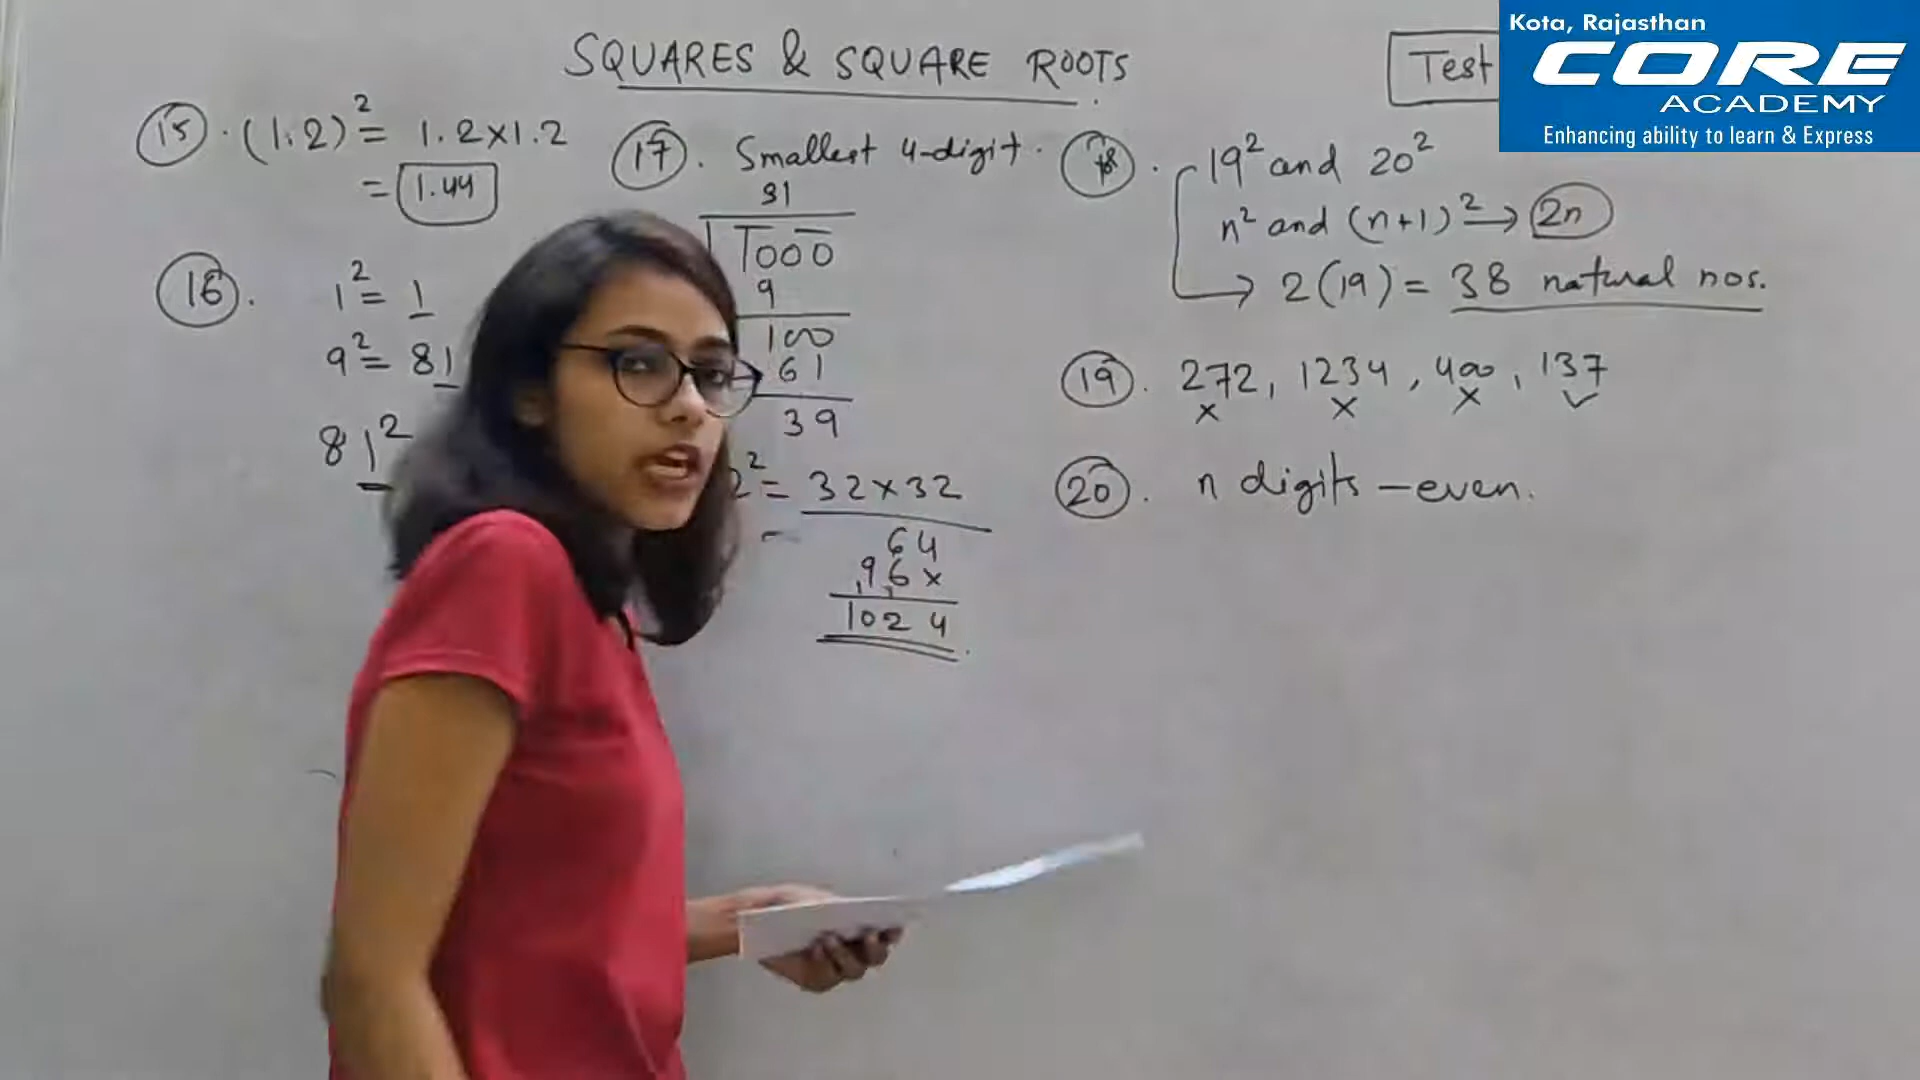 Kota, Rajasthan
CORE
ACADEMY
Enhancing ability to learn & Express
SQUARES & SQUARE ROOTS
Test
15. (1.2)² = 1.2×1.2
= 1.44
16. 1² = 1
9² = 81
81²
17. Smallest 4-digit.
31
1000
9
100
61
39
2² = 32×32
64
96×
1024
18. 19² and 20²
n² and (n+1)² → 2n
→ 2(19) = 38 natural nos.
19. 272, 1234, 400, 137
× × × ✓
20. n digits – even.